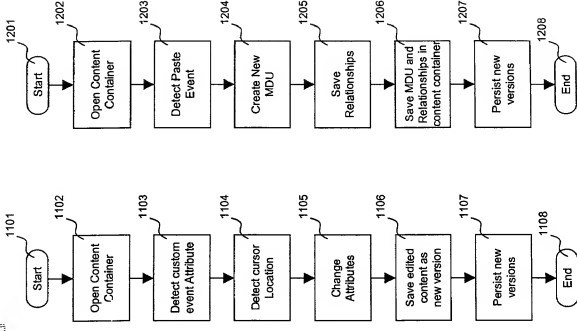 1201
Start
1202
Open Content
Container
1203
Detect Paste
Event
1204
Create New
MDU
1205
Save
Relationships
1206
Save MDU and
Relationships in
content container
1207
Persist new
versions
1208
End
1101
Start
1102
Open Content
Container
1103
Detect custom
event Attribute
1104
Detect cursor
Location
1105
Change
Attributes
1106
Save edited
content as
new version
1107
Persist new
versions
1108
End